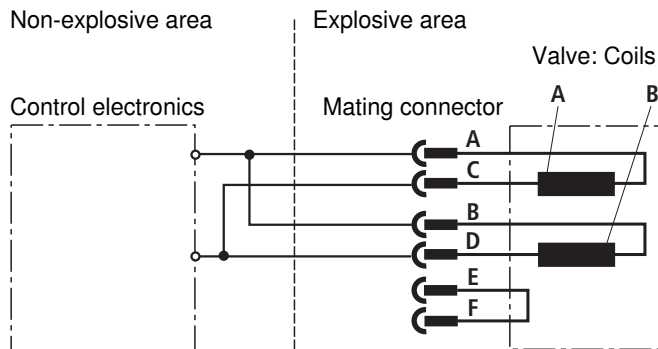 Non-explosive area
Explosive area
Valve: Coils
A
B
Control electronics
Mating connector
A
C
B
D
E
F